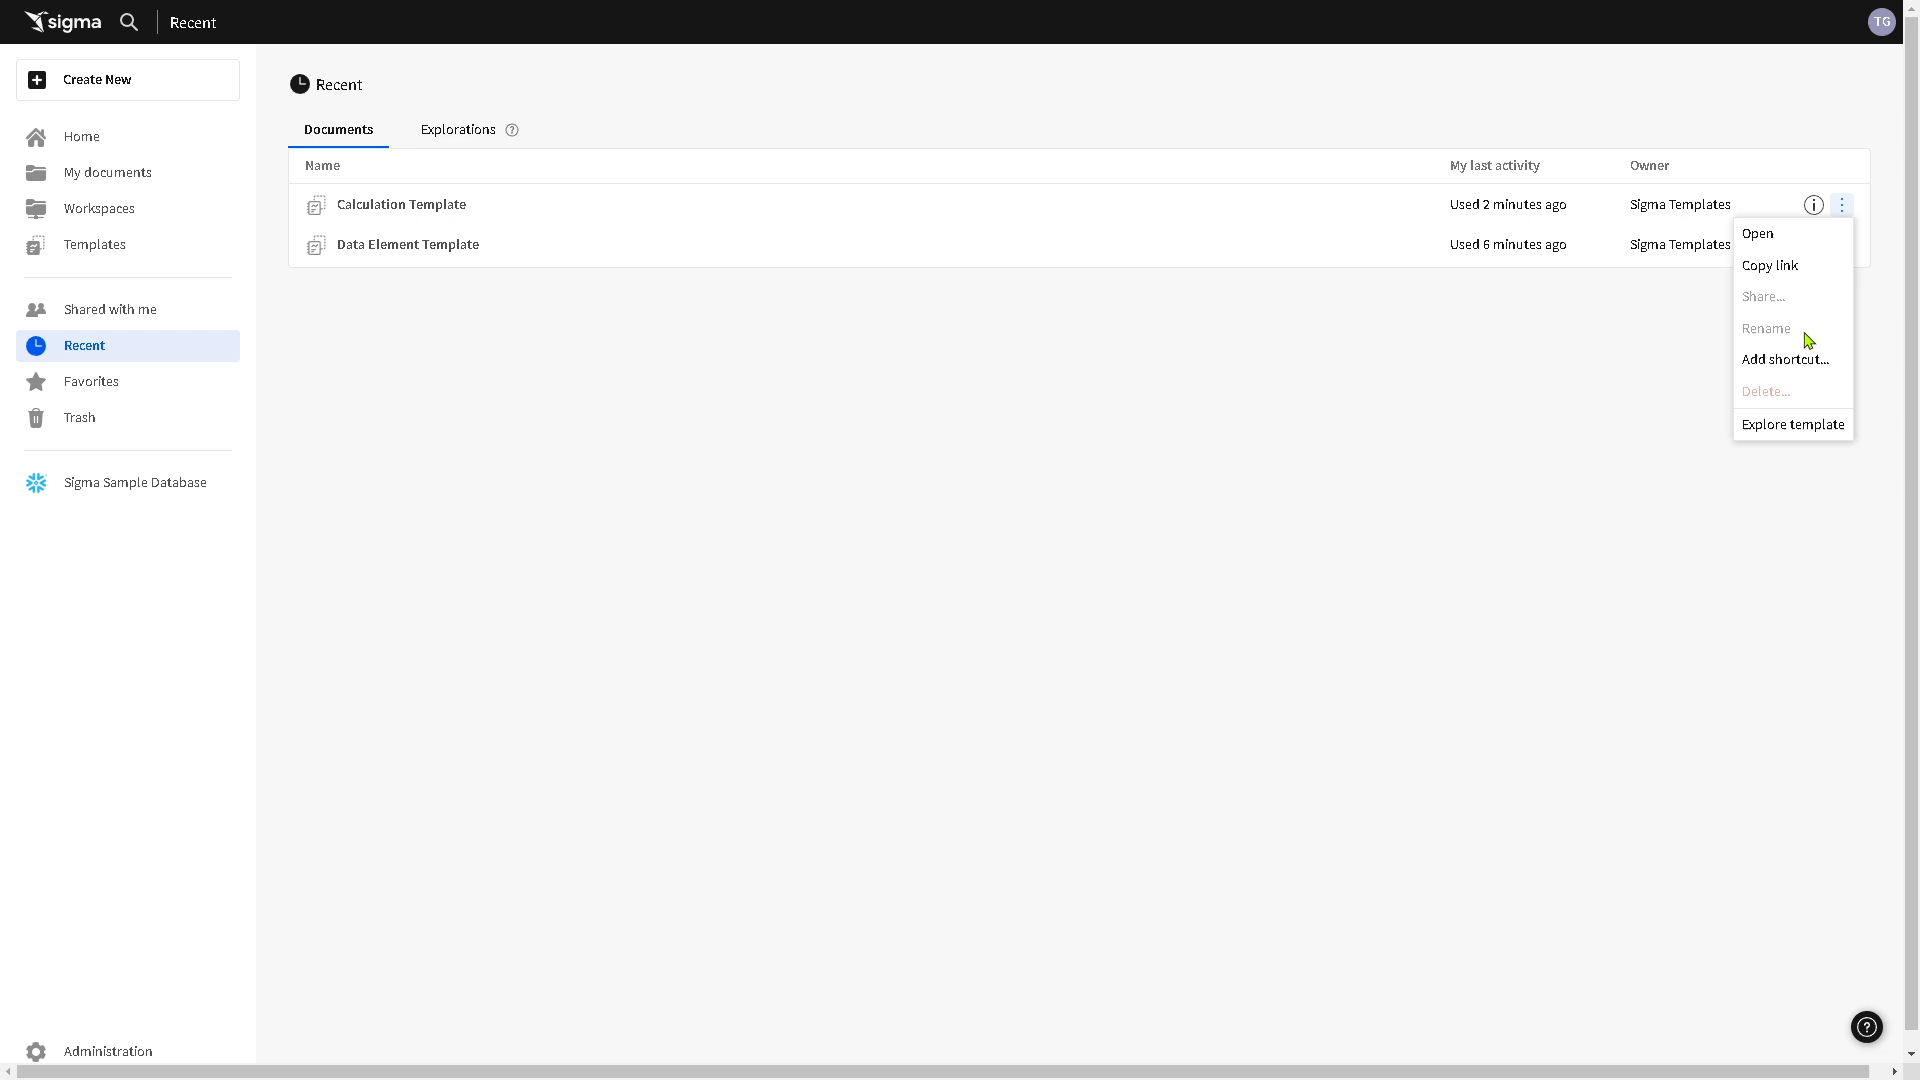 sigma
Recent
TG
Create New
Home
My documents
Workspaces
Templates
Shared with me
Recent
Favorites
Trash
Sigma Sample Database
Administration
Recent
Documents
Explorations
Name
My last activity
Owner
Calculation Template
Used 2 minutes ago
Sigma Templates
Data Element Template
Used 6 minutes ago
Sigma Templates
Open
Copy link
Share...
Rename
Add shortcut...
Delete...
Explore template